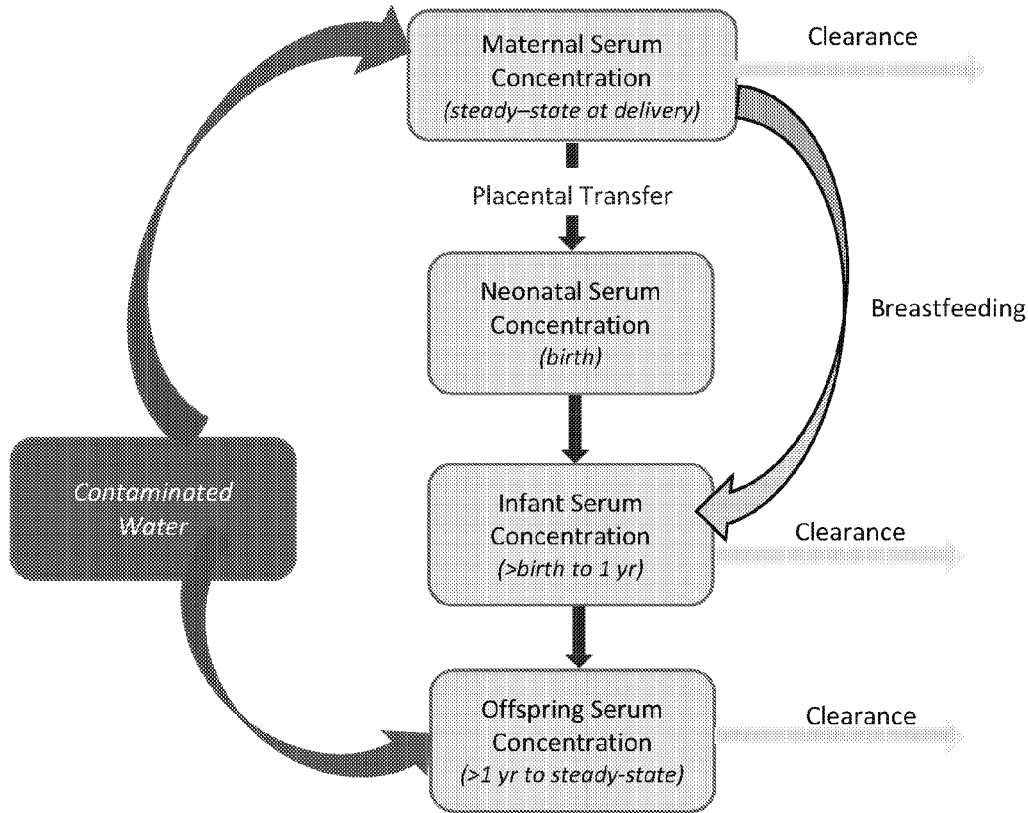 Maternal Serum
Concentration
(steady–state at delivery)
Clearance
Placental Transfer
Neonatal Serum
Concentration
(birth)
Breastfeeding
Contaminated
Water
Infant Serum
Concentration
(>birth to 1 yr)
Clearance
Offspring Serum
Concentration
(>1 yr to steady-state)
Clearance